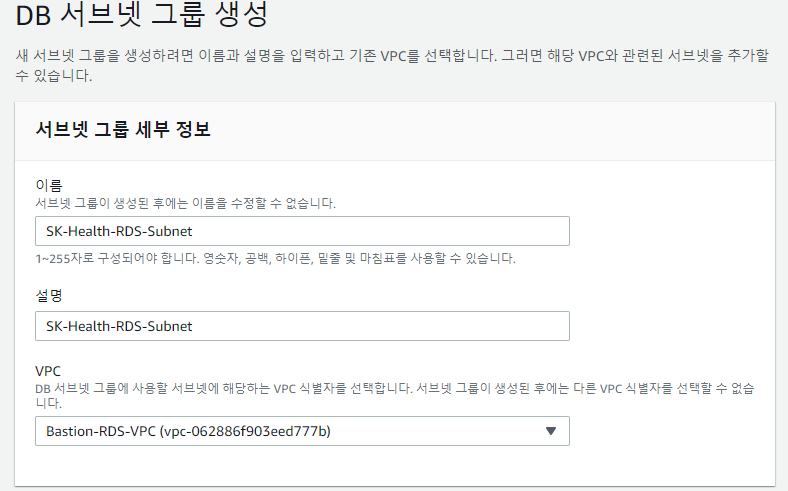 DB 서브넷 그룹 생성
새 서브넷 그룹을 생성하려면 이름과 설명을 입력하고 기존 VPC를 선택합니다. 그러면 해당 VPC와 관련된 서브넷을 추가할
수 있습니다.
서브넷 그룹 세부 정보
이름
서브넷 그룹이 생성된 후에는 이름을 수정할 수 없습니다.
SK-Health-RDS-Subnet
1~255자로 구성되어야 합니다. 영숫자, 공백, 하이픈, 밑줄 및 마침표를 사용할 수 있습니다.
설명
SK-Health-RDS-Subnet
VPC
DB 서브넷 그룹에 사용할 서브넷에 해당하는 VPC 식별자를 선택합니다. 서브넷 그룹이 생성된 후에는 다른 VPC 식별자를 선택할 수 없습
니다.
Bastion-RDS-VPC (vpc-062886f903eed777b)